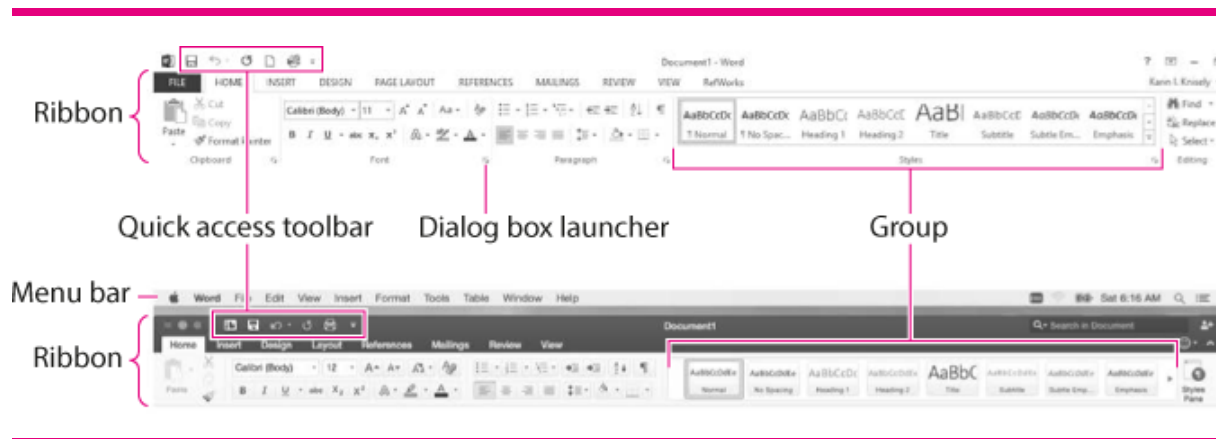 Document1 - Word
FILE HOME INSERT DESIGN PAGE LAYOUT REFERENCES MAILINGS REVIEW VIEW RefWorks Karin I. Knisely
Ribbon
Paste
Cut
Copy
Format Painter
Calibri (Body) 11
AaBbCcDc AaBbCcDc AaBbCc AaBbCcC AaBl AaBbCcC AaBbCcDc AaBbCcDc
¶ Normal ¶ No Spac... Heading 1 Heading 2 Title Subtitle Subtle Em... Emphasis
Find
Replace
Select
Clipboard Font Paragraph Styles Editing
Quick access toolbar Dialog box launcher Group
Menu bar
Word File Edit View Insert Format Tools Table Window Help Sat 6:16 AM
Document1 Search in Document
Ribbon
Home Insert Design Layout References Mailings Review View
Paste
Calibri (Body) 12
AaBbCcDdEe AaBbCcDdEe AaBbCcDc AaBbCcDdEe AaBbC AaBbCcDdEe AaBbCcDdEe AaBbCcDdEe
Normal No Spacing Heading 1 Heading 2 Title Subtitle Subtle Emp... Emphasis
Styles
Pane